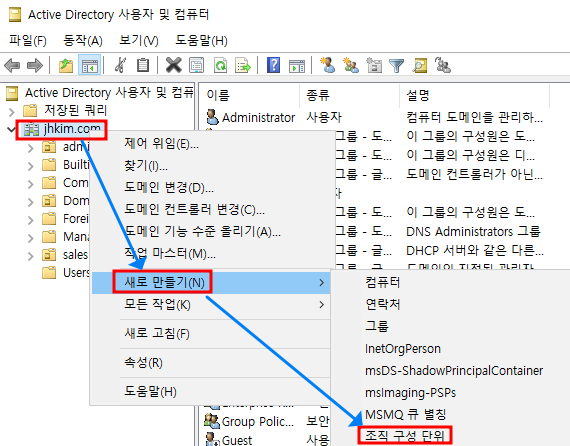 Active Directory 사용자 및 컴퓨터
파일(F) 동작(A) 보기(V) 도움말(H)
Active Directory 사용자 및 컴퓨
저장된 쿼리
jhkim.com
admi
Builti
Com
Dom
Forei
Mana
sales
Users
이름 종류 설명
Administrator 사용자 컴퓨터 도메인을 관리하...
그룹 - 도... 이 그룹의 구성원은 도...
그룹 - 도... 이 그룹의 구성원은 디...
그룹 - 도... 도메인 컨트롤러가 아닌...
그룹 - 도... 이 그룹의 구성원은 도...
그룹 - 도... DNS Administrators 그룹
그룹 - 도... DHCP 서버와 같은 다른...
제어 위임(E)...
찾기(I)...
도메인 변경(D)...
도메인 컨트롤러 변경(C)...
도메인 기능 수준 올리기(A)...
작업 마스터(M)...
새로 만들기(N)
모든 작업(K)
새로 고침(F)
속성(R)
도움말(H)
컴퓨터
연락처
그룹
InetOrgPerson
msDS-ShadowPrincipalContainer
msImaging-PSPs
MSMQ 큐 별칭
조직 구성 단위
Group Polic... 보안
Guest 사용